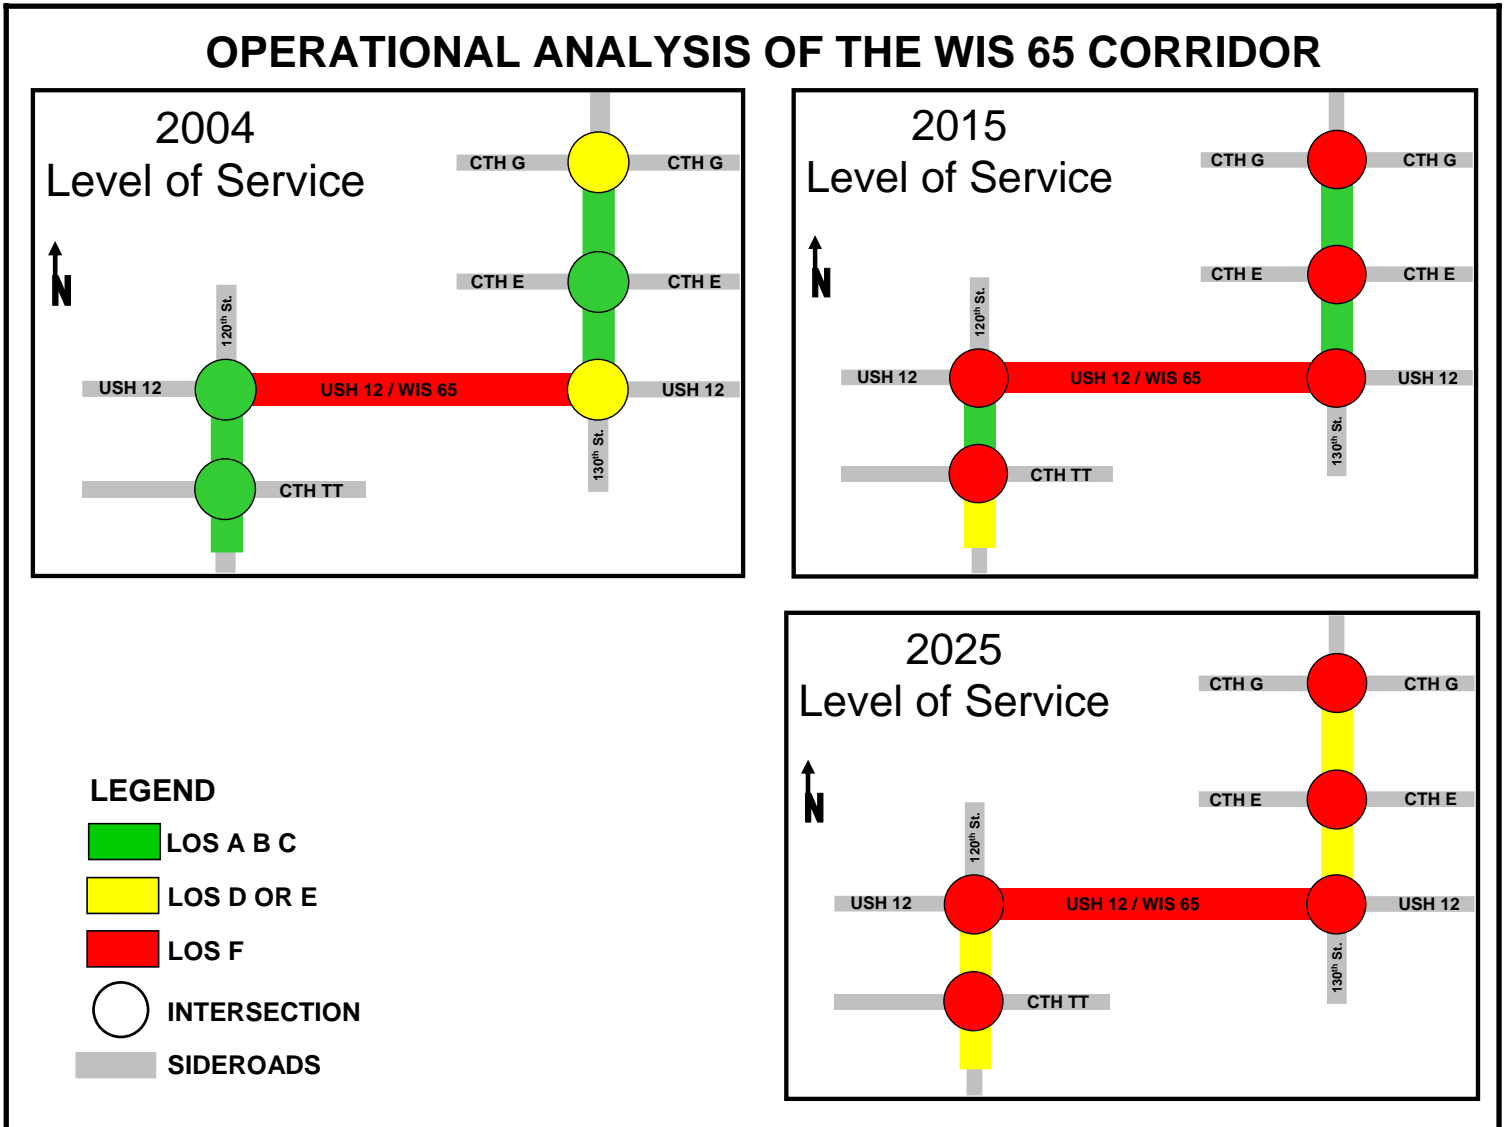 OPERATIONAL ANALYSIS OF THE WIS 65 CORRIDOR
2004
Level of Service
CTH G
CTH G
N
CTH E
CTH E
120th St.
USH 12
USH 12 / WIS 65
USH 12
130th St.
CTH TT
2015
Level of Service
CTH G
CTH G
N
CTH E
CTH E
120th St.
USH 12
USH 12 / WIS 65
USH 12
130th St.
CTH TT
2025
Level of Service
CTH G
CTH G
N
CTH E
CTH E
120th St.
USH 12
USH 12 / WIS 65
USH 12
130th St.
CTH TT
LEGEND
LOS A B C
LOS D OR E
LOS F
INTERSECTION
SIDEROADS